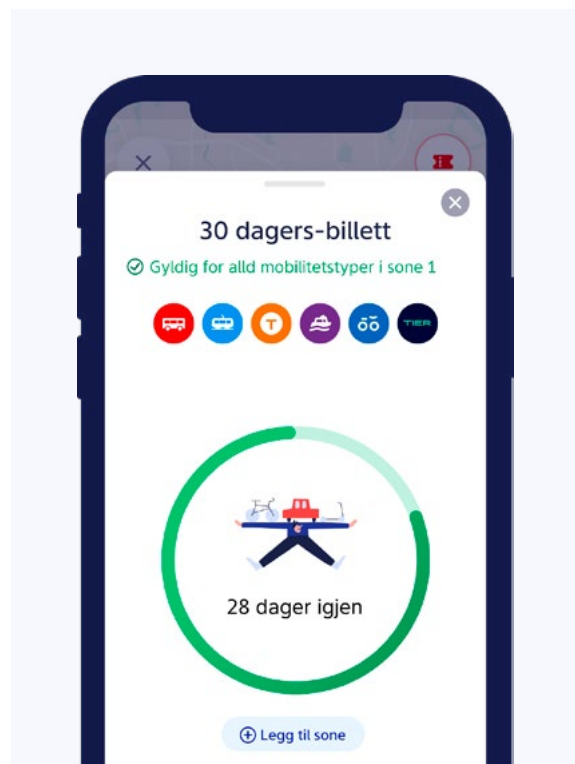 30 dagers-billett
Gyldig for alld mobilitetstyper i sone 1
T
TIER
28 dager igjen
Legg til sone